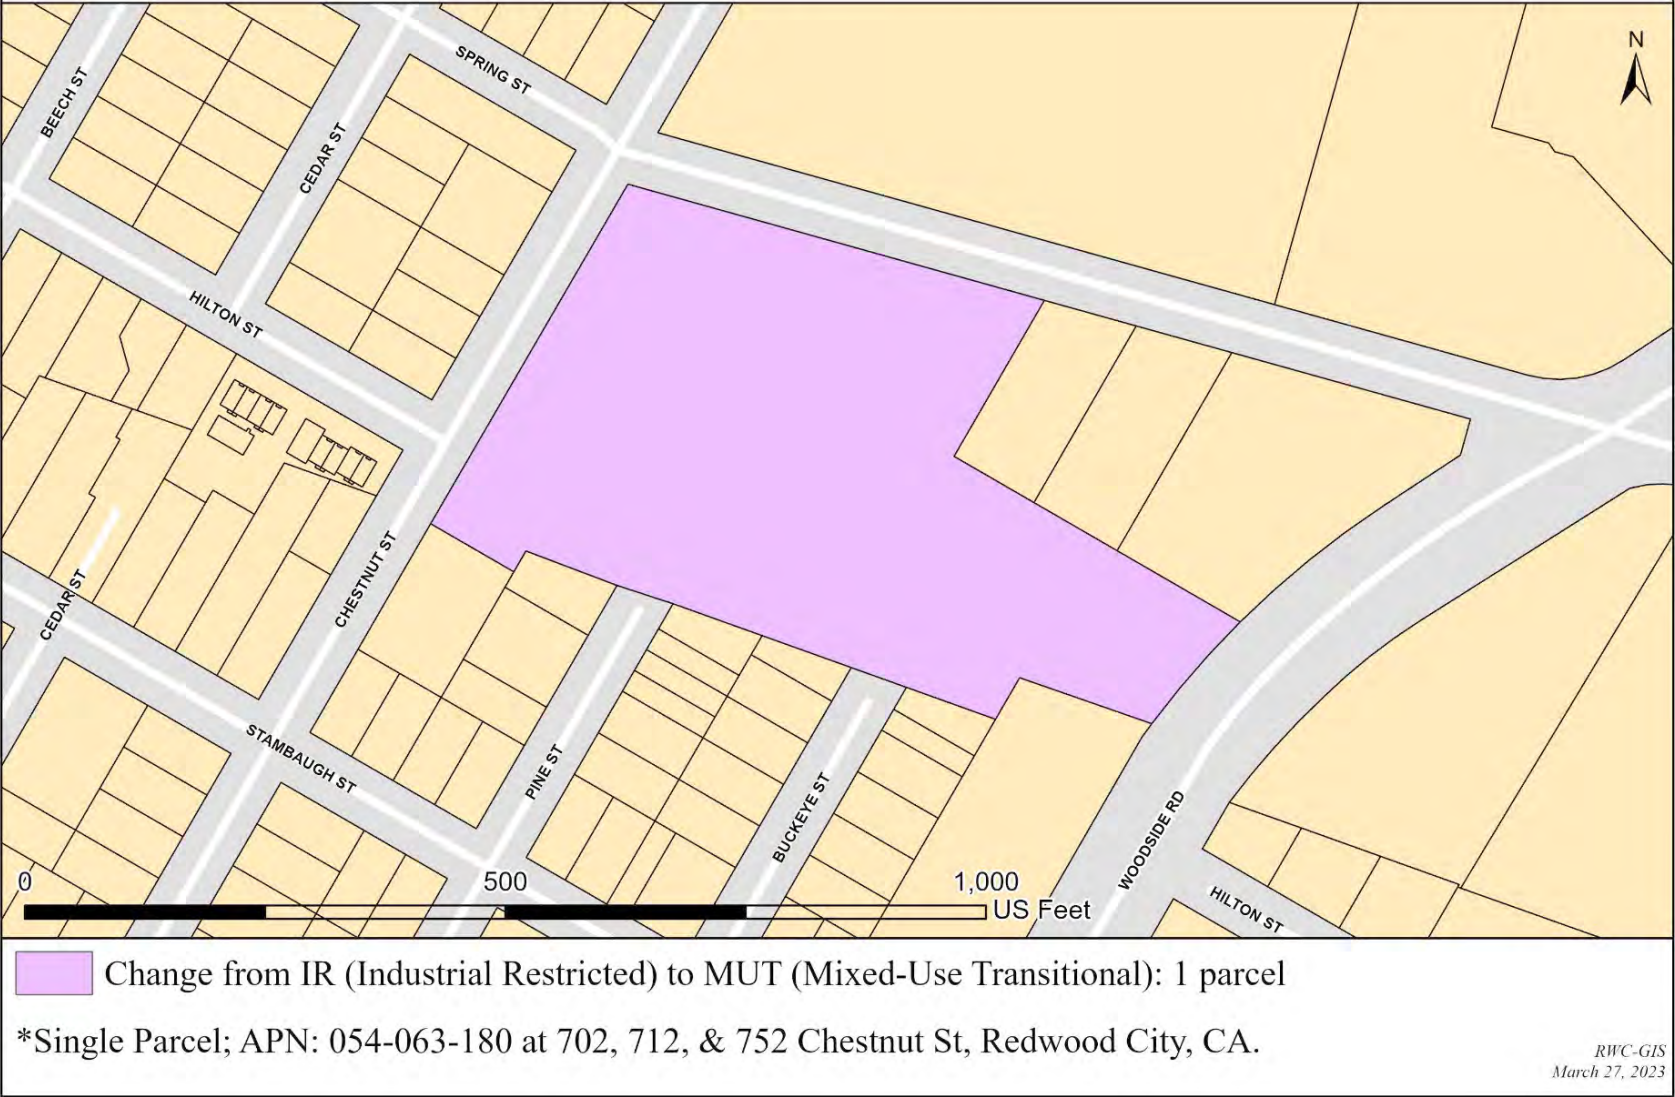 N
SPRING ST
BEECH ST
CEDAR ST
HILTON ST
CHESTNUT ST
CEDAR ST
STAMBAUGH ST
PINE ST
BUCKEYE ST
WOODSIDE RD
HILTON ST
0 500 1,000
US Feet
Change from IR (Industrial Restricted) to MUT (Mixed-Use Transitional): 1 parcel
*Single Parcel; APN: 054-063-180 at 702, 712, & 752 Chestnut St, Redwood City, CA.
RWC-GIS
March 27, 2023